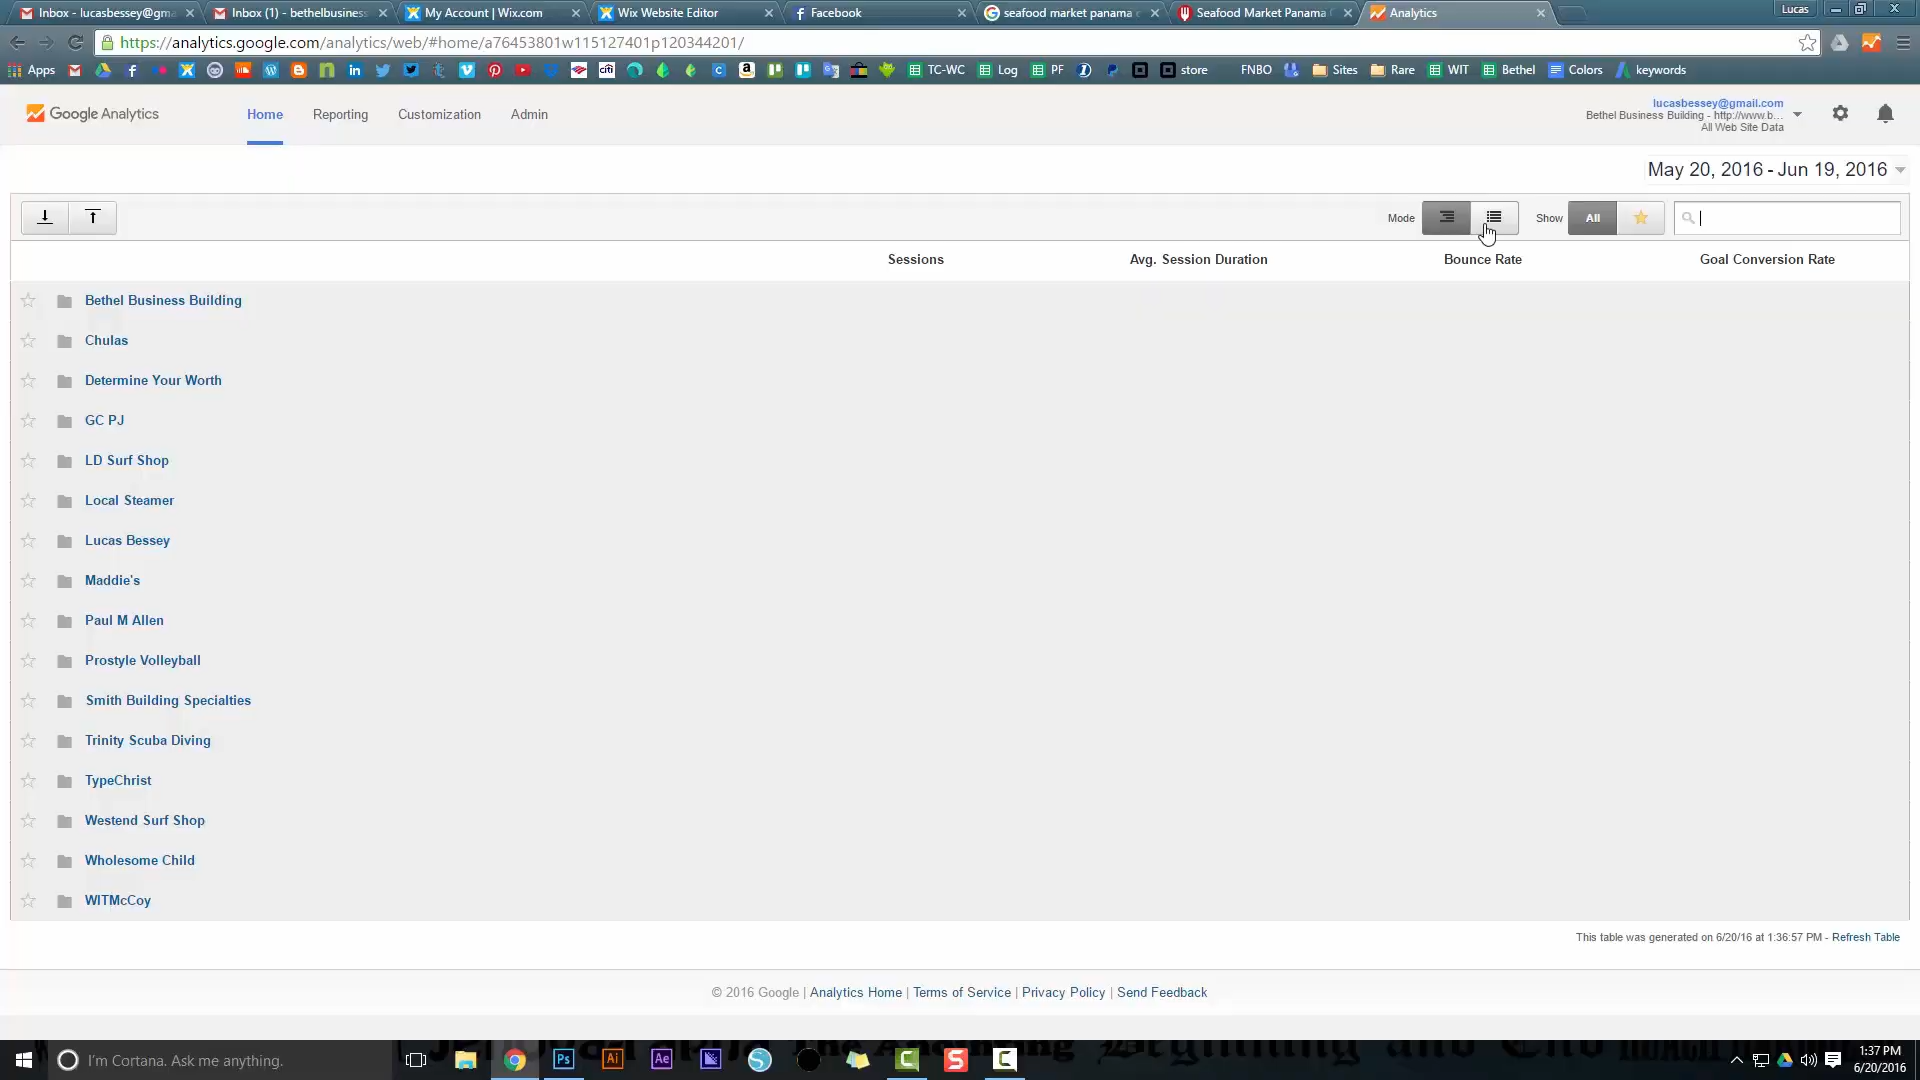 Inbox - lucasbessey@gma
Inbox (1) - bethelbusiness
My Account | Wix.com
Wix Website Editor
Facebook
seafood market panama
Seafood Market Panama
Analytics
Lucas
https://analytics.google.com/analytics/web/#home/a76453801w115127401p120344201/
Apps
TC-WC
Log
PF
store
FNBO
Sites
Rare
WIT
Bethel
Colors
keywords
Google Analytics
Home
Reporting
Customization
Admin
lucasbessey@gmail.com
Bethel Business Building - http://www.b...
All Web Site Data
May 20, 2016 - Jun 19, 2016
Mode
Show
All
Sessions
Avg. Session Duration
Bounce Rate
Goal Conversion Rate
Bethel Business Building
Chulas
Determine Your Worth
GC PJ
LD Surf Shop
Local Steamer
Lucas Bessey
Maddie's
Paul M Allen
Prostyle Volleyball
Smith Building Specialties
Trinity Scuba Diving
TypeChrist
Westend Surf Shop
Wholesome Child
WITMcCoy
This table was generated on 6/20/16 at 1:36:57 PM - Refresh Table
© 2016 Google | Analytics Home | Terms of Service | Privacy Policy | Send Feedback
I'm Cortana. Ask me anything.
1:37 PM
6/20/2016